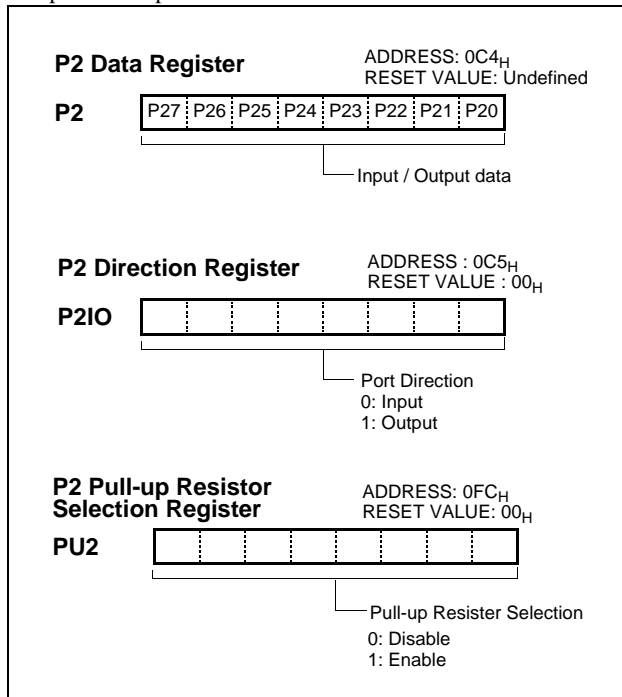 P2 Data Register
ADDRESS: 0C4H
RESET VALUE: Undefined
P2
P27 P26 P25 P24 P23 P22 P21 P20
Input / Output data
P2 Direction Register
ADDRESS : 0C5H
RESET VALUE : 00H
P2IO
Port Direction
0: Input
1: Output
P2 Pull-up Resistor
Selection Register
ADDRESS: 0FCH
RESET VALUE: 00H
PU2
Pull-up Resister Selection
0: Disable
1: Enable